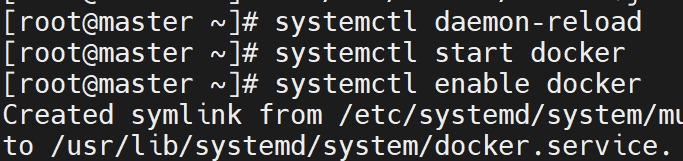 [root@master ~]# systemctl daemon-reload
[root@master ~]# systemctl start docker
[root@master ~]# systemctl enable docker
Created symlink from /etc/systemd/system/mu
to /usr/lib/systemd/system/docker.service.